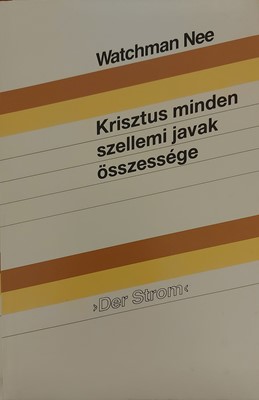 Watchman Nee
Krisztus minden
szellemi javak
összessége
›Der Strom‹